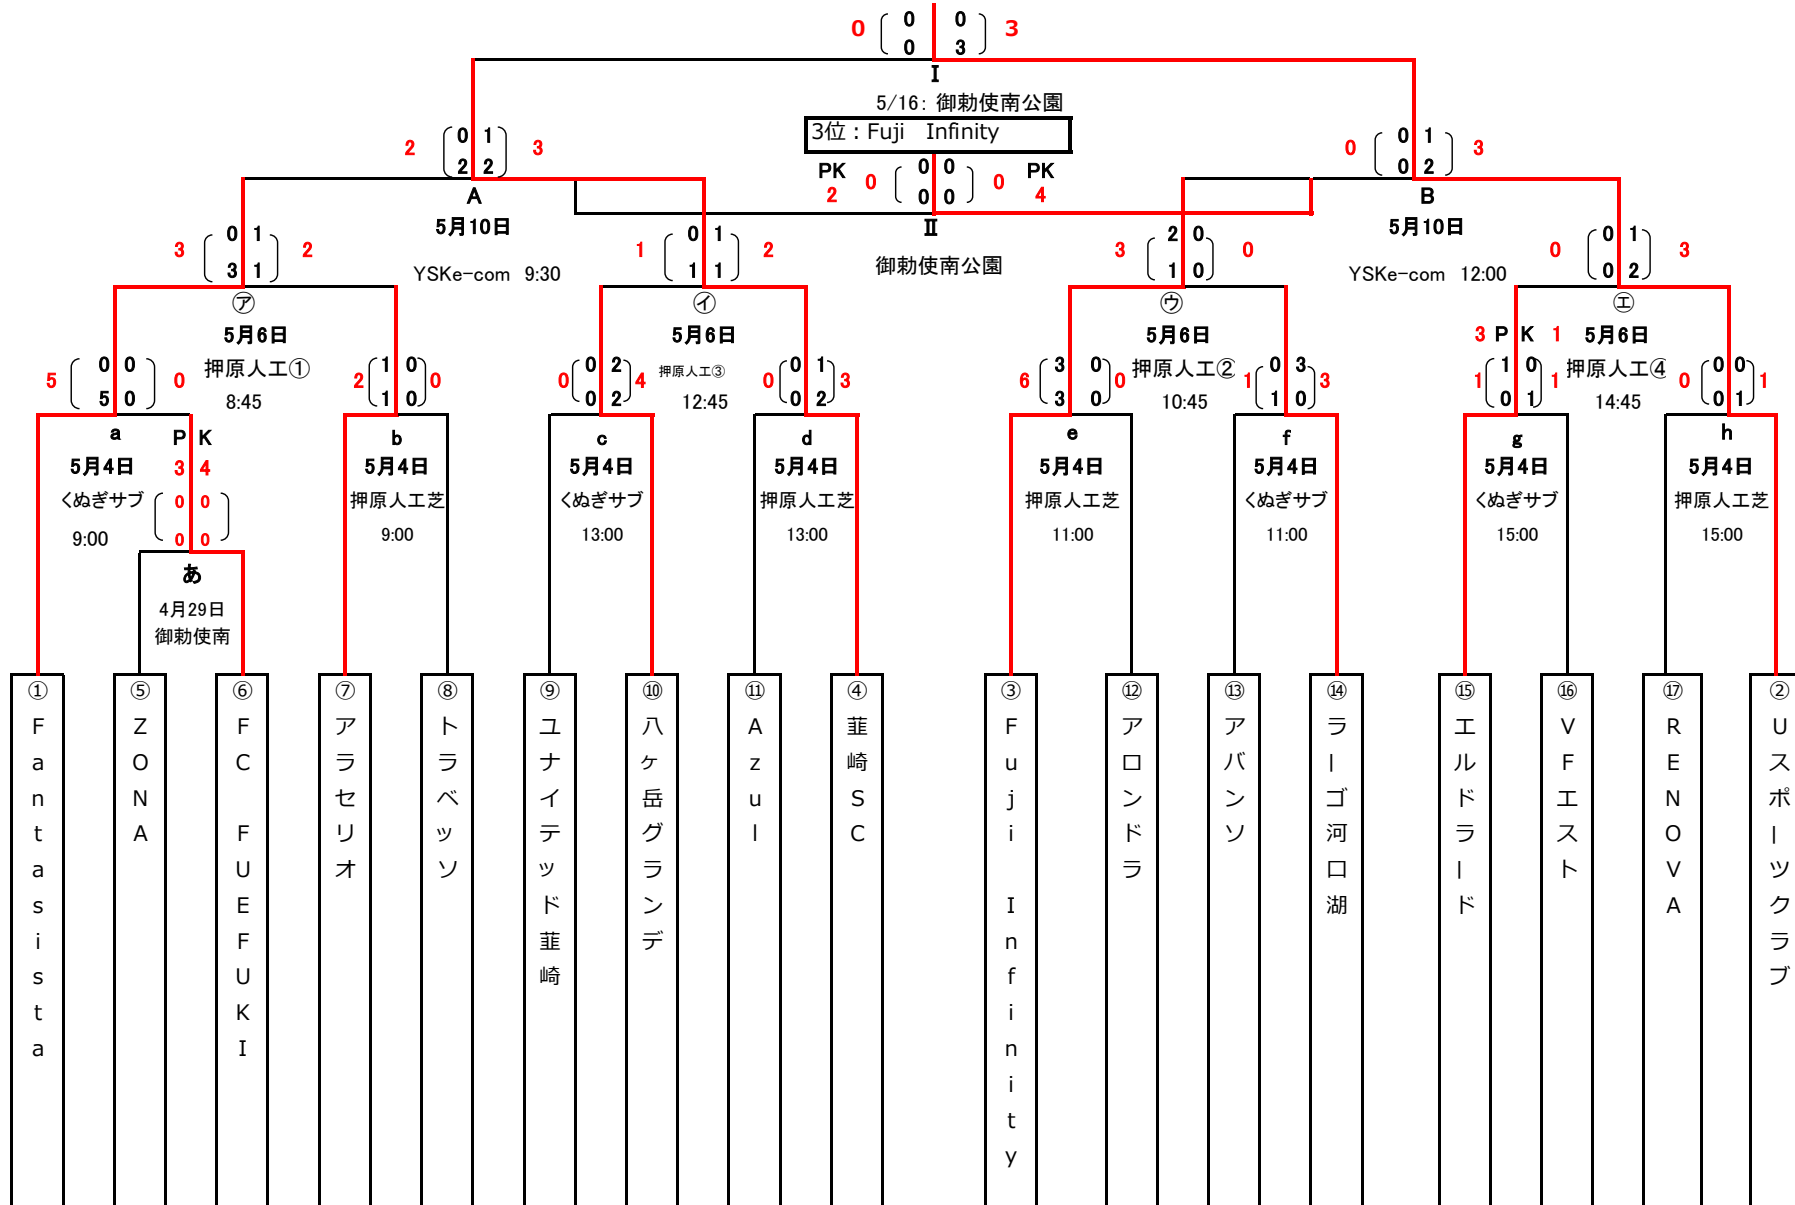 0 0 0 3
0 3
I
5/16: 御勅使南公園
3位：Fuji Infinity
2 0 1 3
2 2
A
5月10日
YSKe-com 9:30
PK 0 0 0 0 PK
2 0 0 4
II
御勅使南公園
0 0 1 3
0 2
B
5月10日
YSKe-com 12:00
3 0 1 2
3 1
㋐
5月6日
押原人工①
8:45
1 0 1 2
1 1
㋑
5月6日
押原人工③
12:45
3 2 0 0
1 0
㋒
5月6日
押原人工②
10:45
0 0 1 3
0 2
㋓
5月6日
押原人工④
14:45
5 0 0 0
5 0
a
5月4日
くぬぎサブ
9:00
2 1 0 0
1 0
b
5月4日
押原人工芝
9:00
0 0 2 4
0 2
c
5月4日
くぬぎサブ
13:00
0 0 1 3
0 2
d
5月4日
押原人工芝
13:00
6 3 0 0
3 0
e
5月4日
押原人工芝
11:00
1 0 3 3
1 0
f
5月4日
くぬぎサブ
11:00
3 PK 1
1 1 0 1
0 1
g
5月4日
くぬぎサブ
15:00
0 0 0 1
0 1
h
5月4日
押原人工芝
15:00
PK
3 4
0 0
0 0
あ
4月29日
御勅使南
①Fantasista
⑤ZONA
⑥FC FUEFUKI
⑦アラセリオ
⑧トラベッソ
⑨ユナイテッド韮崎
⑩八ヶ岳グランデ
⑪Azul
④韮崎SC
③Fuji Infinity
⑫アロンドラ
⑬アバンソ
⑭ラーゴ河口湖
⑮エルドラード
⑯VFエスト
⑰RENOVA
②Uスポーツクラブ